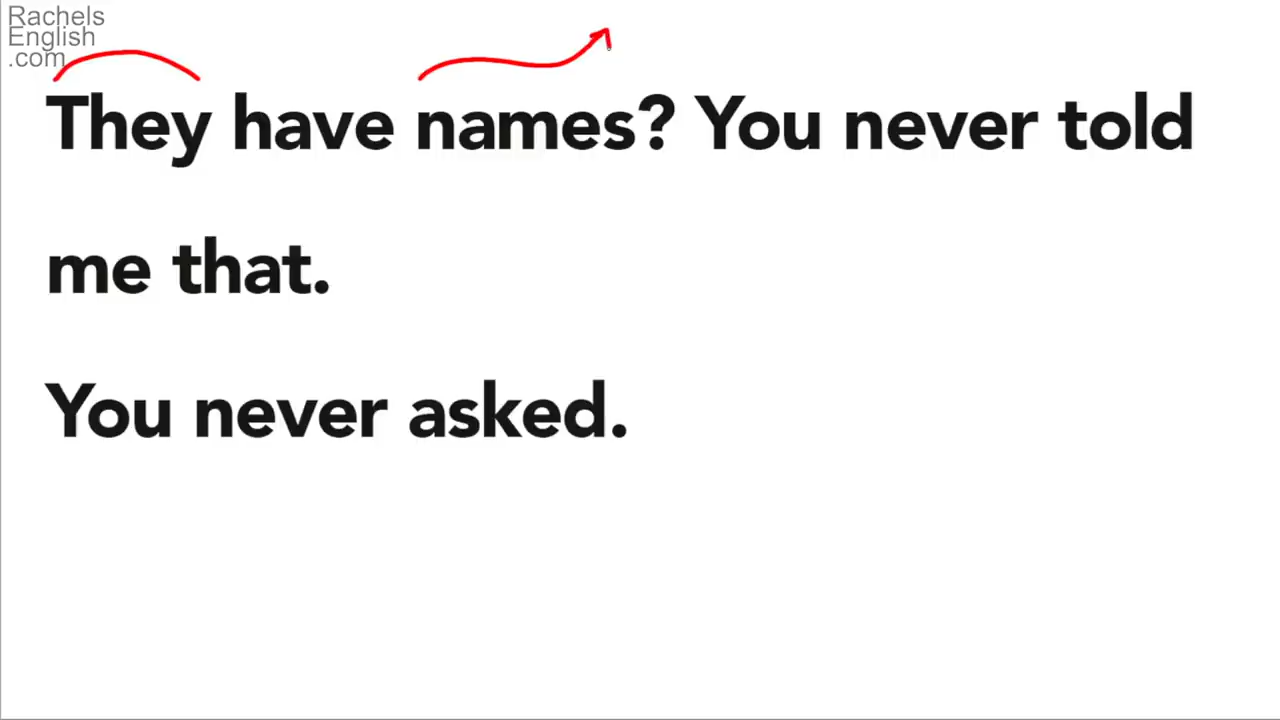 Rachels
English
.com
They have names? You never told
me that.
You never asked.